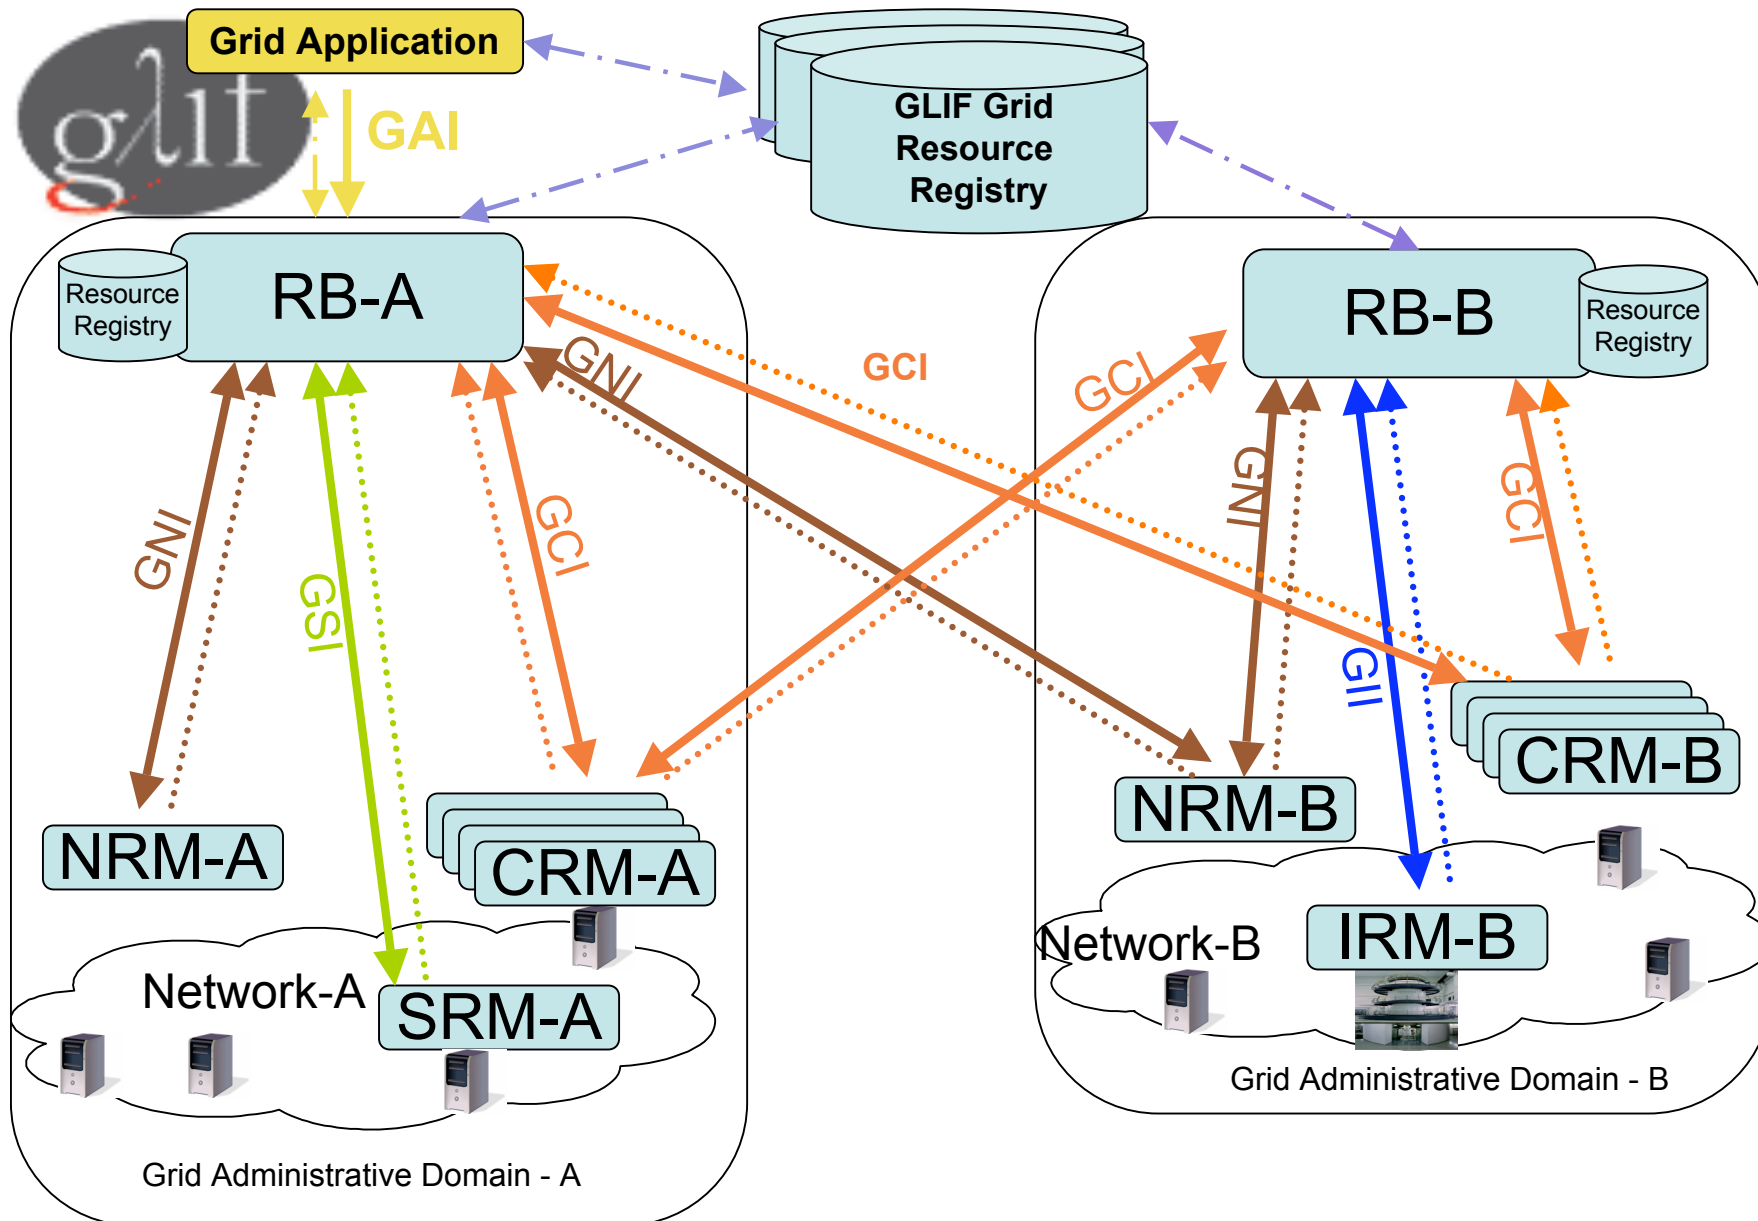 Grid Application
gλif
GAI
GLIF Grid
Resource
Registry
Resource
Registry
RB-A
RB-B
Resource
Registry
GNI
GCI
GCI
GNI
GSI
GCI
GNI
GCI
GII
NRM-A
CRM-A
NRM-B
CRM-B
Network-A
SRM-A
Network-B
IRM-B
Grid Administrative Domain - A
Grid Administrative Domain - B